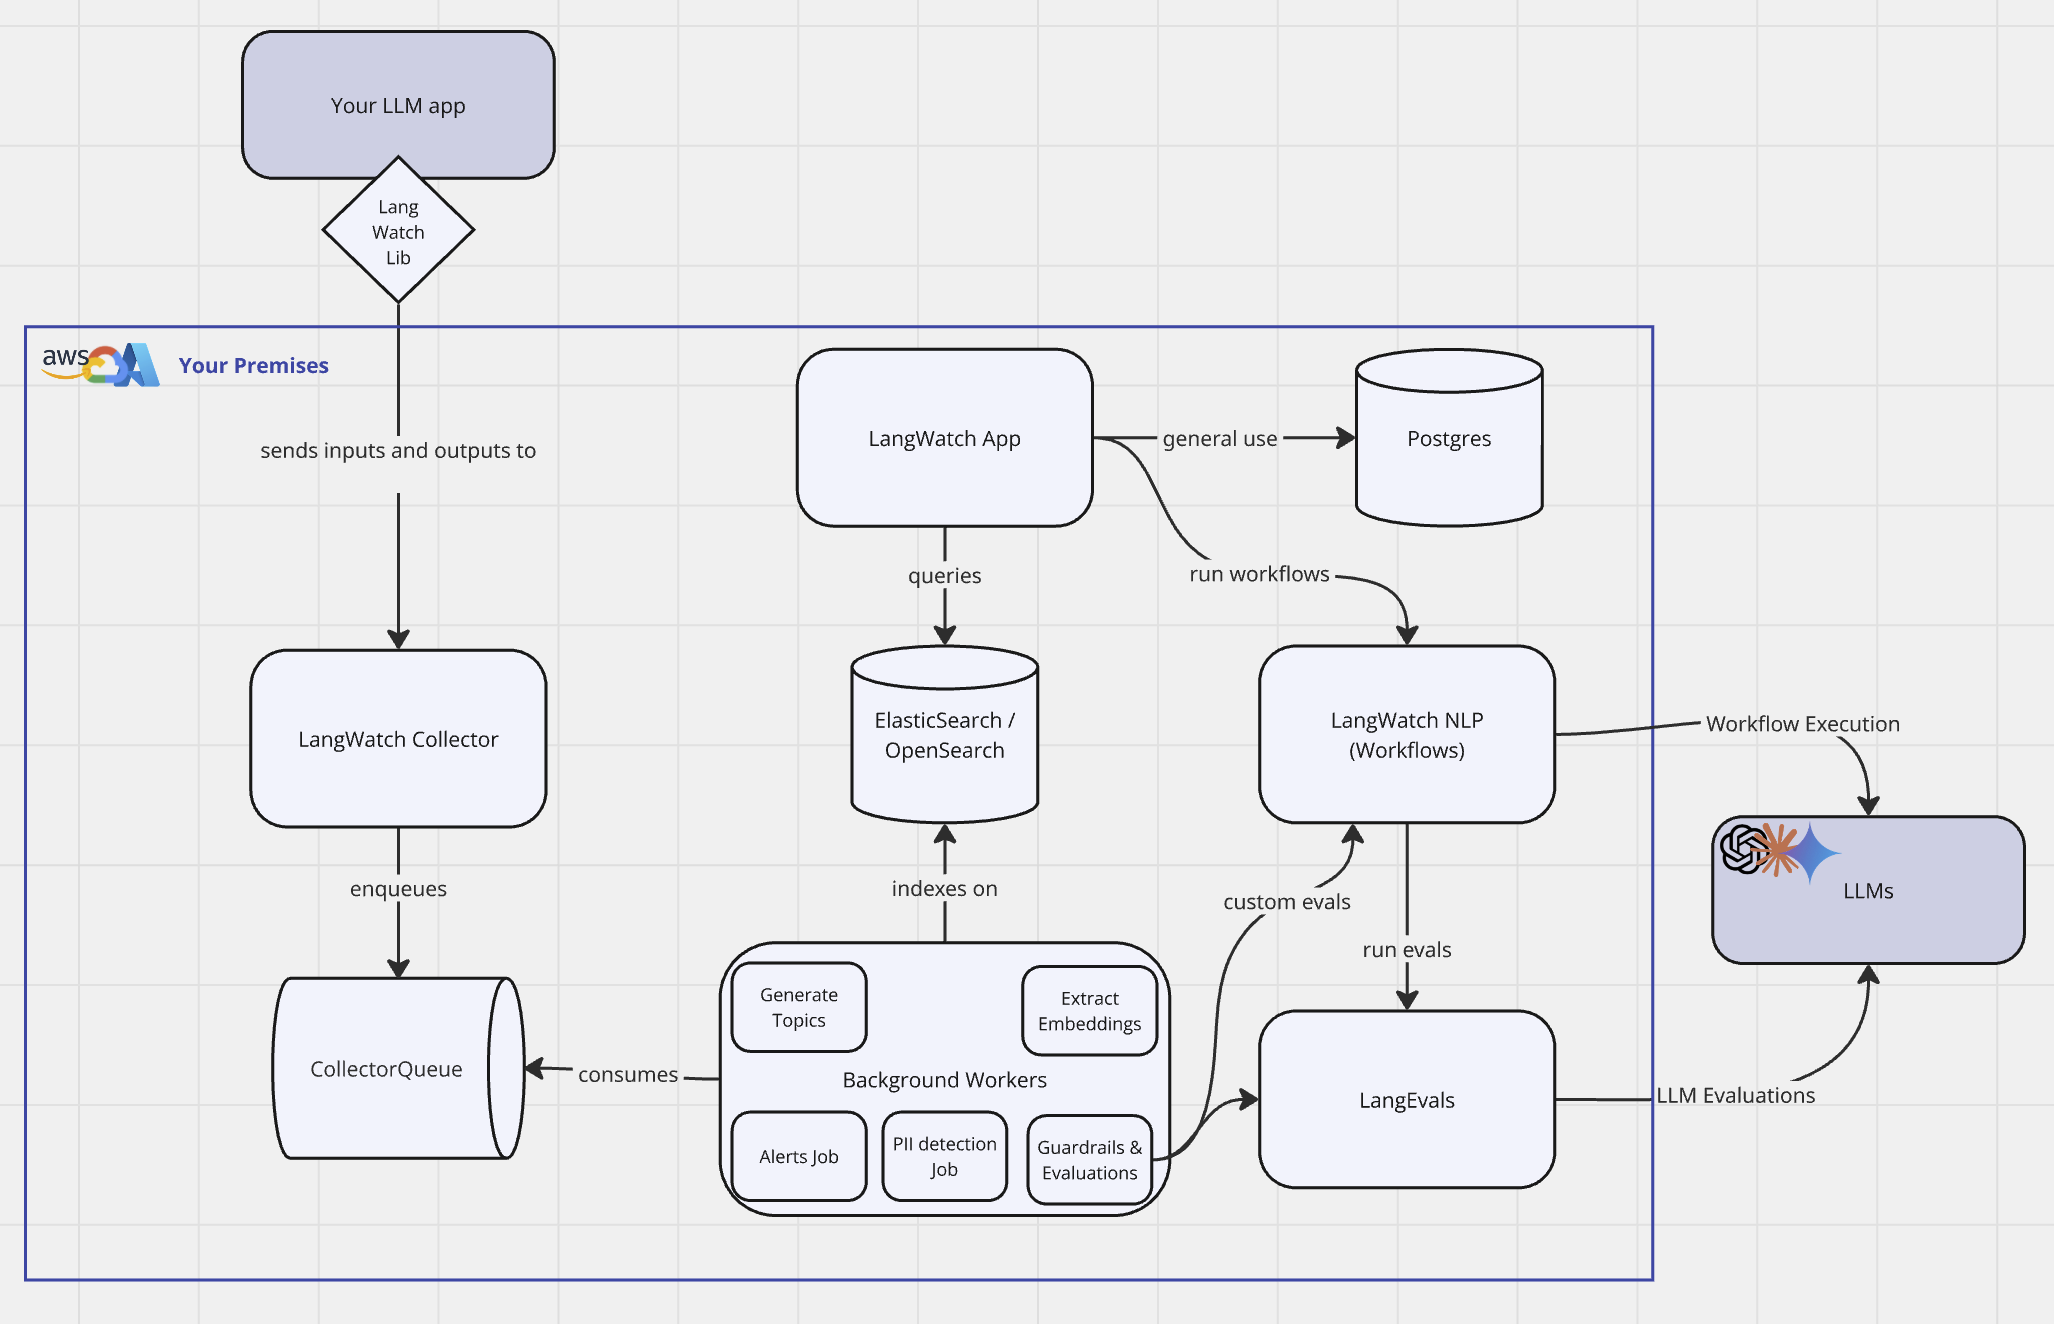 Your LLM app
Lang
Watch
Lib
aws
Your Premises
sends inputs and outputs to
LangWatch App
general use
Postgres
queries
run workflows
LangWatch Collector
ElasticSearch /
OpenSearch
LangWatch NLP
(Workflows)
Workflow Execution
LLMs
enqueues
indexes on
custom evals
run evals
CollectorQueue
consumes
Generate
Topics
Extract
Embeddings
Background Workers
Alerts Job
PII detection
Job
Guardrails &
Evaluations
LangEvals
LLM Evaluations